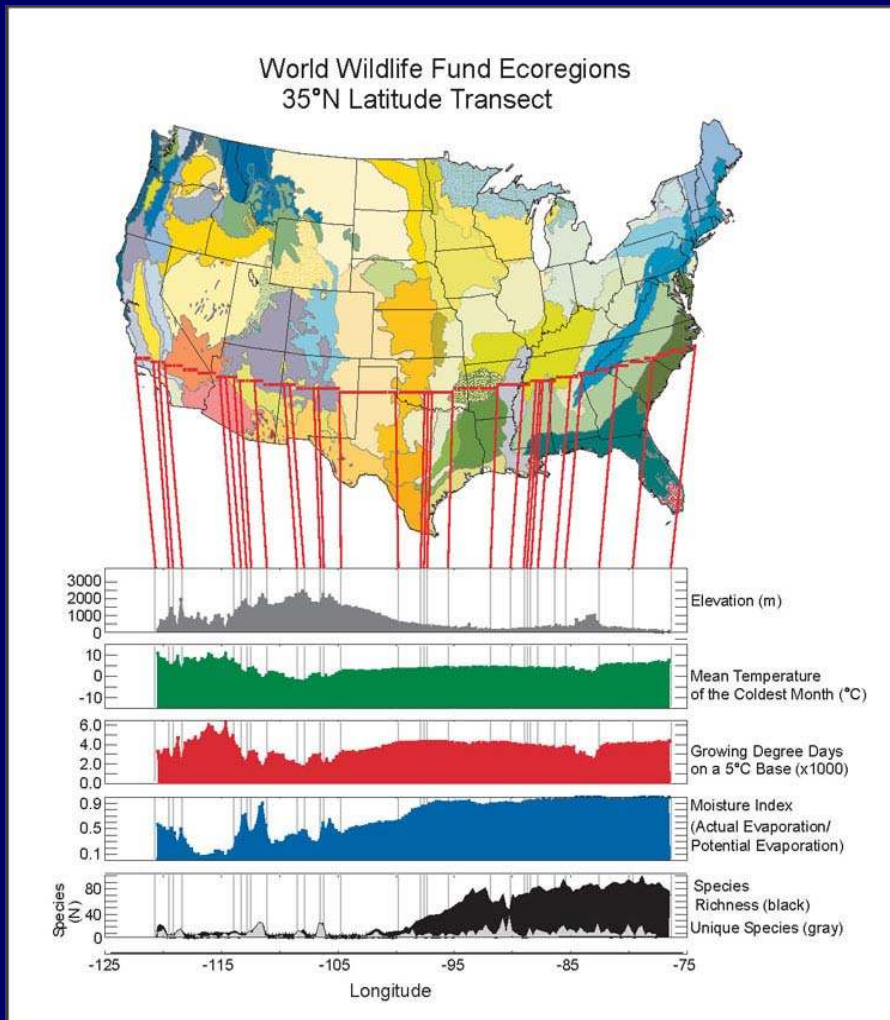 World Wildlife Fund Ecoregions
35°N Latitude Transect
3000
2000
1000
0
Elevation (m)
10
0
-10
Mean Temperature
of the Coldest Month (°C)
6.0
4.0
2.0
0.0
Growing Degree Days
on a 5°C Base (x1000)
0.9
0.5
0.1
Moisture Index
(Actual Evaporation/
Potential Evaporation)
Species
(N)
80
40
0
Species
Richness (black)
Unique Species (gray)
-125
-115
-105
-95
-85
-75
Longitude